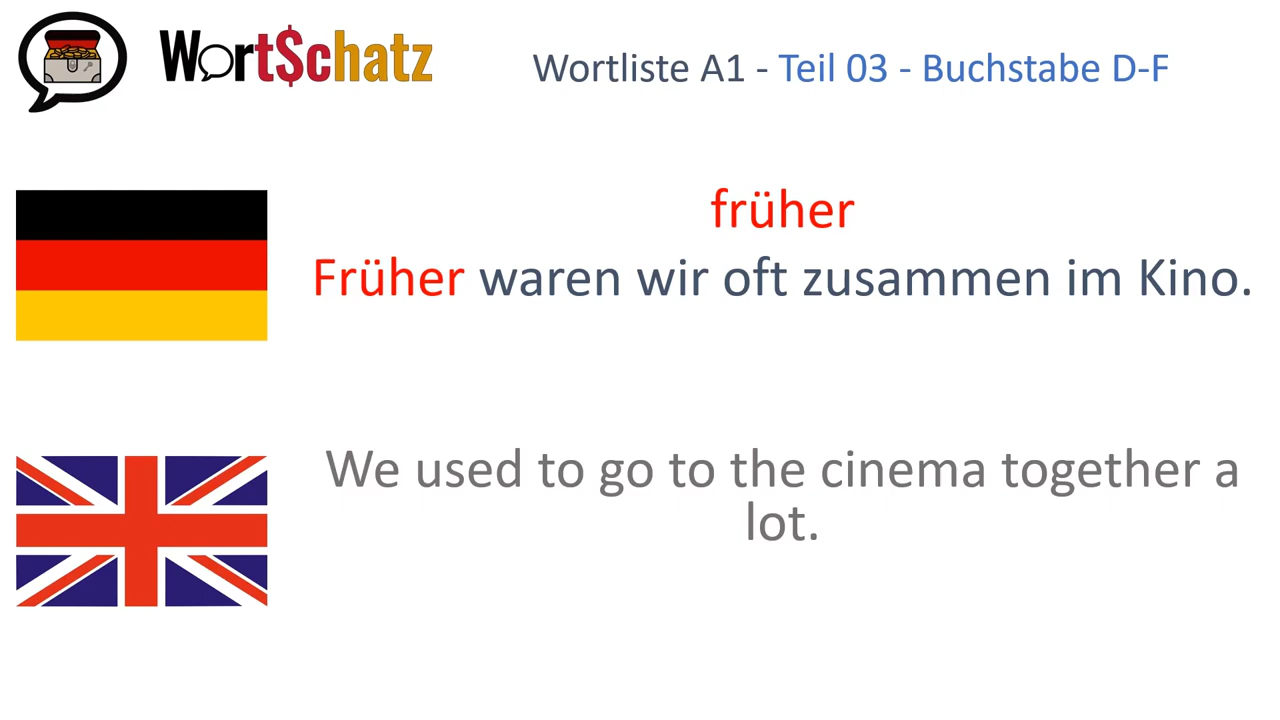 Wort$chatz
Wortliste A1 - Teil 03 - Buchstabe D-F
früher
Früher waren wir oft zusammen im Kino.
We used to go to the cinema together a
lot.